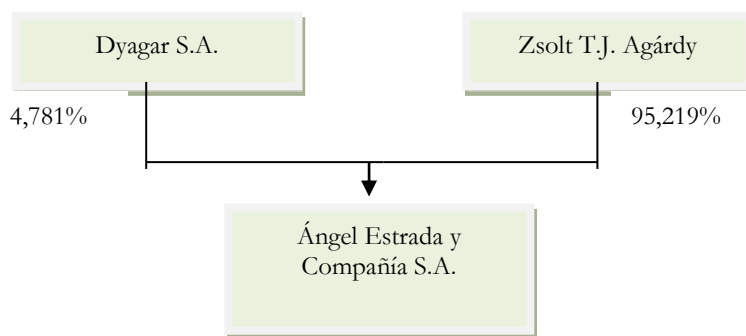 Dyagar S.A.
Zsolt T.J. Agárdy
4,781%
95,219%
Ángel Estrada y
Compañía S.A.